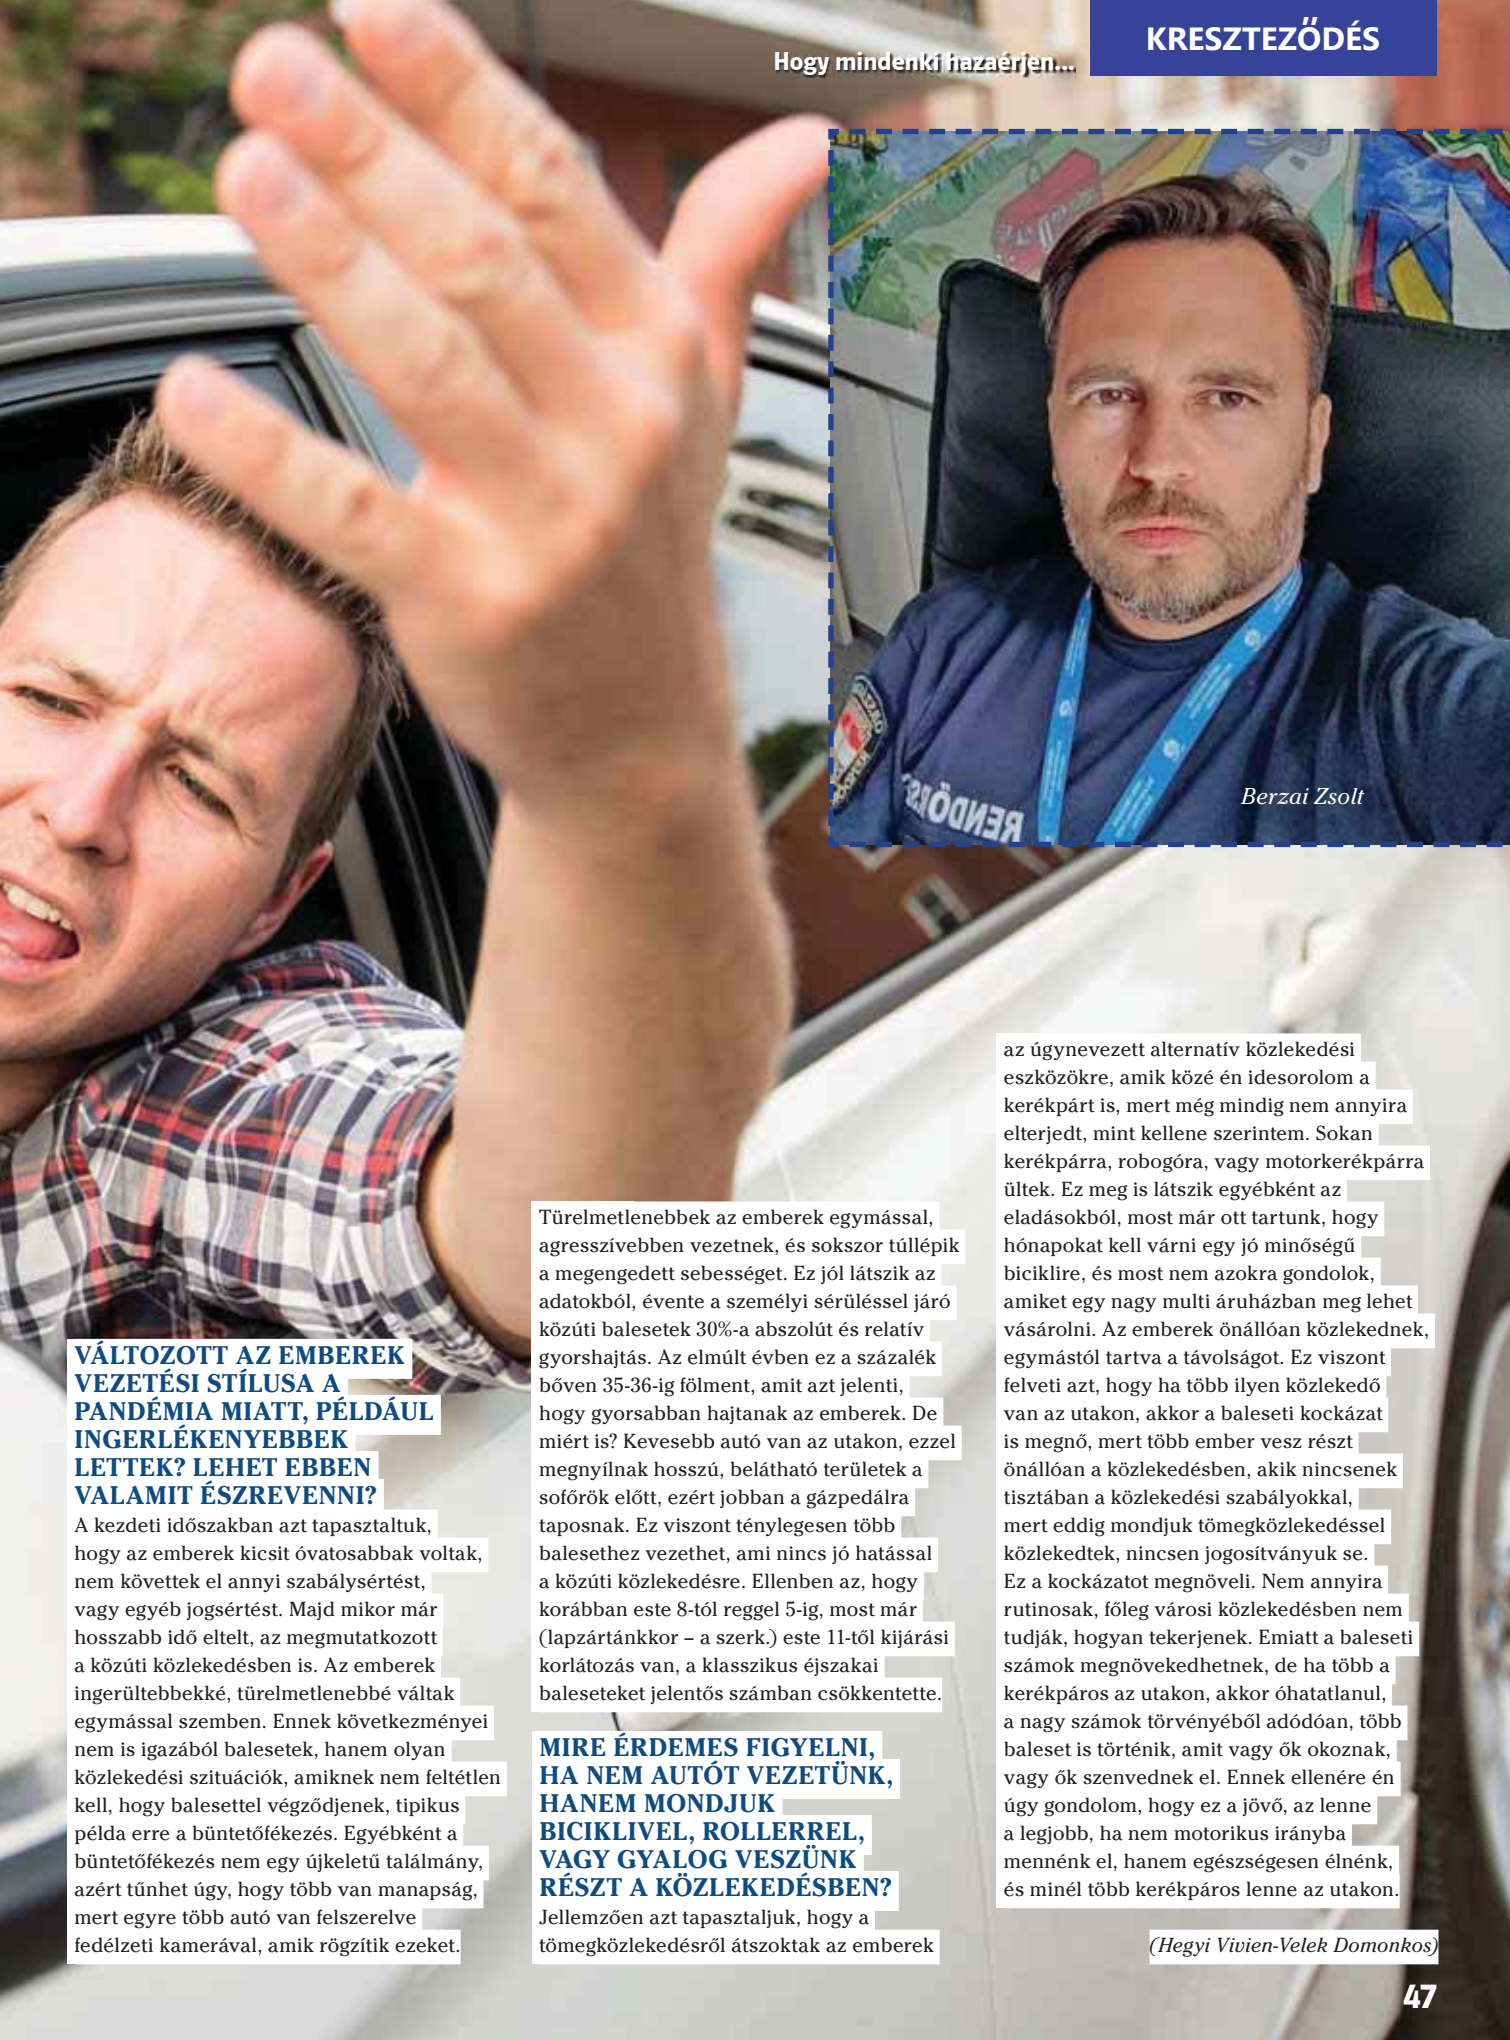 Hogy mindenki hazaérjen...
KRESZTEZŐDÉS
RENDŐRS
Berzai Zsolt
VÁLTOZOTT AZ EMBEREK
VEZETÉSI STÍLUSA A
PANDÉMIA MIATT, PÉLDÁUL
INGERLÉKENYEBBEK
LETTEK? LEHET EBBEN
VALAMIT ÉSZREVENNI?
A kezdeti időszakban azt tapasztaltuk,
hogy az emberek kicsit óvatosabbak voltak,
nem követtek el annyi szabálysértést,
vagy egyéb jogsértést. Majd mikor már
hosszabb idő eltelt, az megmutatkozott
a közúti közlekedésben is. Az emberek
ingerültebbekké, türelmetlenebbé váltak
egymással szemben. Ennek következményei
nem is igazából balesetek, hanem olyan
közlekedési szituációk, amiknek nem feltétlen
kell, hogy balesettel végződjenek, tipikus
példa erre a büntetőfékezés. Egyébként a
büntetőfékezés nem egy újkeletű találmány,
azért tűnhet úgy, hogy több van manapság,
mert egyre több autó van felszerelve
fedélzeti kamerával, amik rögzítik ezeket.
Türelmetlenebbek az emberek egymással,
agresszívebben vezetnek, és sokszor túllépik
a megengedett sebességet. Ez jól látszik az
adatokból, évente a személyi sérüléssel járó
közúti balesetek 30%-a abszolút és relatív
gyorshajtás. Az elmúlt évben ez a százalék
bőven 35-36-ig fölment, amit azt jelenti,
hogy gyorsabban hajtanak az emberek. De
miért is? Kevesebb autó van az utakon, ezzel
megnyílnak hosszú, belátható területek a
sofőrök előtt, ezért jobban a gázpedálra
taposnak. Ez viszont ténylegesen több
balesethez vezethet, ami nincs jó hatással
a közúti közlekedésre. Ellenben az, hogy
korábban este 8-tól reggel 5-ig, most már
(lapzártánkkor – a szerk.) este 11-től kijárási
korlátozás van, a klasszikus éjszakai
baleseteket jelentős számban csökkentette.
MIRE ÉRDEMES FIGYELNI,
HA NEM AUTÓT VEZETÜNK,
HANEM MONDJUK
BICIKLIVEL, ROLLERREL,
VAGY GYALOG VESZÜNK
RÉSZT A KÖZLEKEDÉSBEN?
Jellemzően azt tapasztaljuk, hogy a
tömegközlekedésről átszoktak az emberek
az úgynevezett alternatív közlekedési
eszközökre, amik közé én idesorolom a
kerékpárt is, mert még mindig nem annyira
elterjedt, mint kellene szerintem. Sokan
kerékpárra, robogóra, vagy motorkerékpárra
ültek. Ez meg is látszik egyébként az
eladásokból, most már ott tartunk, hogy
hónapokat kell várni egy jó minőségű
biciklire, és most nem azokra gondolok,
amiket egy nagy multi áruházban meg lehet
vásárolni. Az emberek önállóan közlekednek,
egymástól tartva a távolságot. Ez viszont
felveti azt, hogy ha több ilyen közlekedő
van az utakon, akkor a baleseti kockázat
is megnő, mert több ember vesz részt
önállóan a közlekedésben, akik nincsenek
tisztában a közlekedési szabályokkal,
mert eddig mondjuk tömegközlekedéssel
közlekedtek, nincsen jogosítványuk se.
Ez a kockázatot megnöveli. Nem annyira
rutinosak, főleg városi közlekedésben nem
tudják, hogyan tekerjenek. Emiatt a baleseti
számok megnövekedhetnek, de ha több a
kerékpáros az utakon, akkor óhatatlanul,
a nagy számok törvényéből adódóan, több
baleset is történik, amit vagy ők okoznak,
vagy ők szenvednek el. Ennek ellenére én
úgy gondolom, hogy ez a jövő, az lenne
a legjobb, ha nem motorikus irányba
mennénk el, hanem egészségesen élnénk,
és minél több kerékpáros lenne az utakon.
(Hegyi Vivien-Velek Domonkos)
47